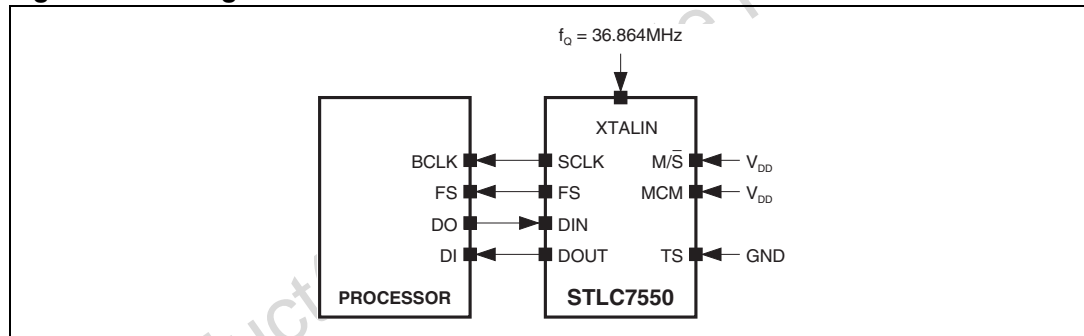 f_Q = 36.864MHz
XTALIN
BCLK SCLK M/S̅ V_DD
FS FS MCM V_DD
DO DIN
DI DOUT TS GND
PROCESSOR STLC7550